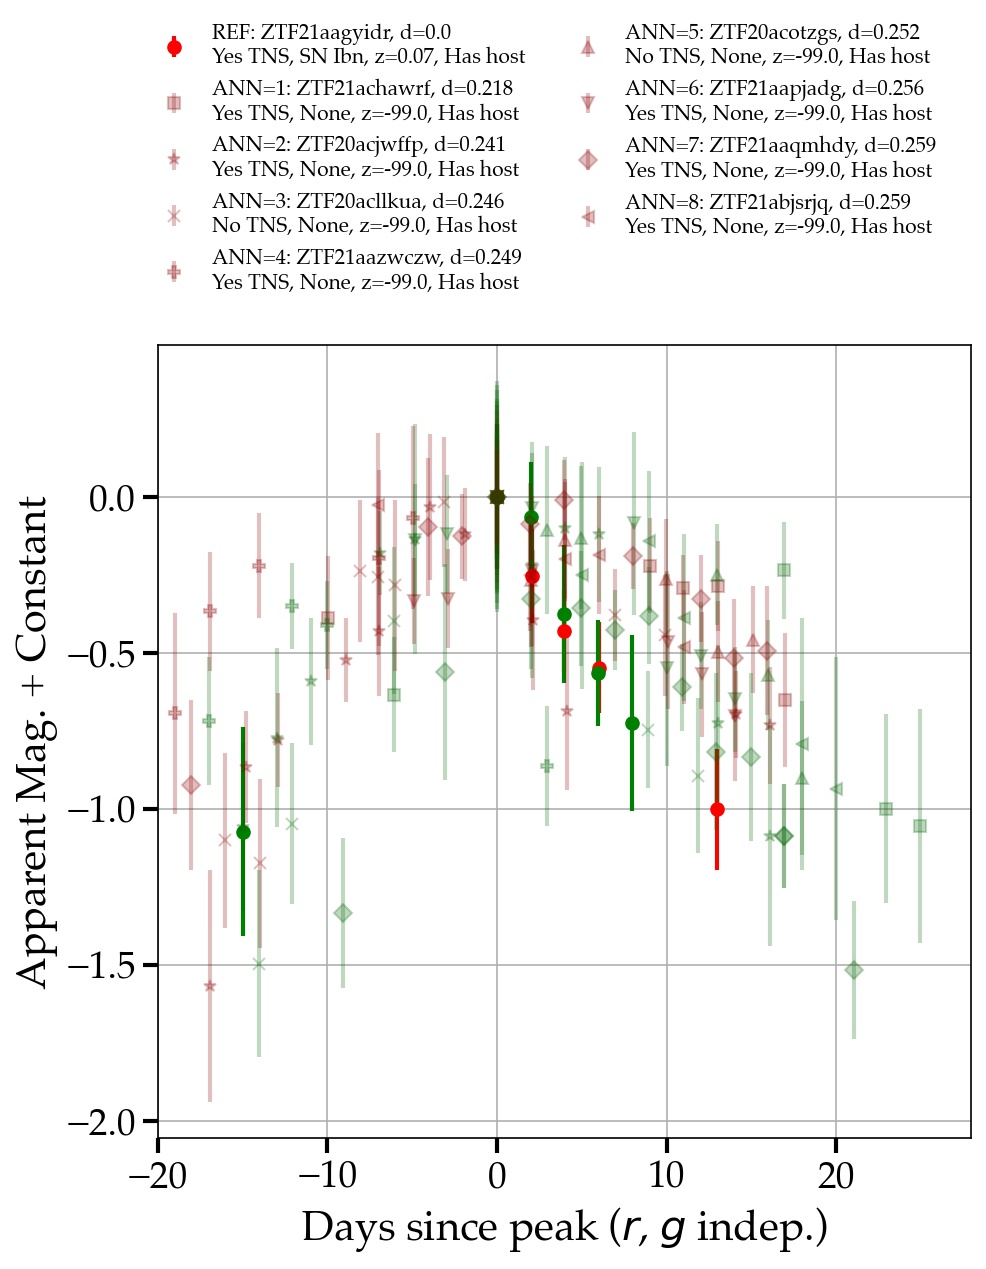 REF: ZTF21aagyidr, d=0.0
Yes TNS, SN Ibn, z=0.07, Has host
ANN=1: ZTF21achawrf, d=0.218
Yes TNS, None, z=-99.0, Has host
ANN=2: ZTF20acjwffp, d=0.241
Yes TNS, None, z=-99.0, Has host
ANN=3: ZTF20acllkua, d=0.246
No TNS, None, z=-99.0, Has host
ANN=4: ZTF21aazwczw, d=0.249
Yes TNS, None, z=-99.0, Has host
ANN=5: ZTF20acotzgs, d=0.252
No TNS, None, z=-99.0, Has host
ANN=6: ZTF21aapjadg, d=0.256
Yes TNS, None, z=-99.0, Has host
ANN=7: ZTF21aaqmhdy, d=0.259
Yes TNS, None, z=-99.0, Has host
ANN=8: ZTF21abjsrjq, d=0.259
Yes TNS, None, z=-99.0, Has host
Apparent Mag. + Constant
0.0
−0.5
−1.0
−1.5
−2.0
−20
−10
0
10
20
Days since peak (r, g indep.)